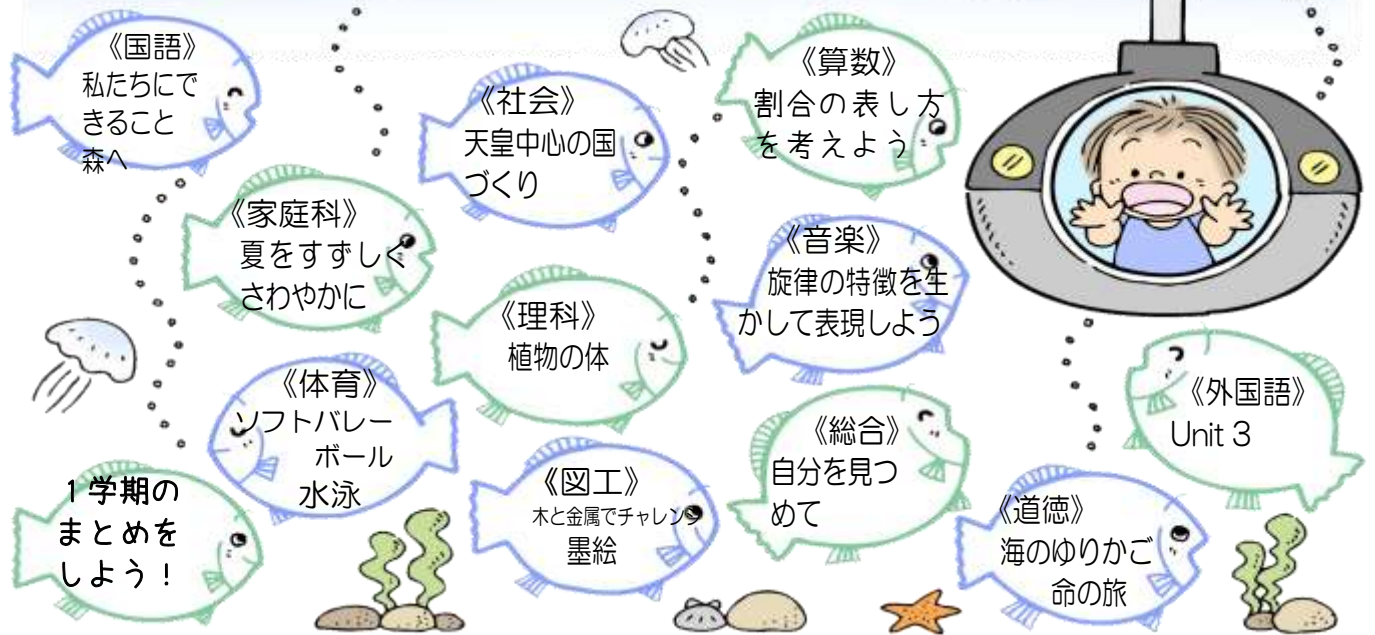 《国語》
私たちにで
きること
森へ
《社会》
天皇中心の国
づくり
《算数》
割合の表し方
を考えよう
《家庭科》
夏をすずしく
さわやかに
《理科》
植物の体
《音楽》
旋律の特徴を生
かして表現しよう
《体育》
ソフトバレー
ボール
水泳
《図工》
木と金属でチャレンジ
墨絵
《総合》
自分を見つ
めて
《外国語》
Unit 3
《道徳》
海のゆりかご
命の旅
1学期の
まとめを
しよう！